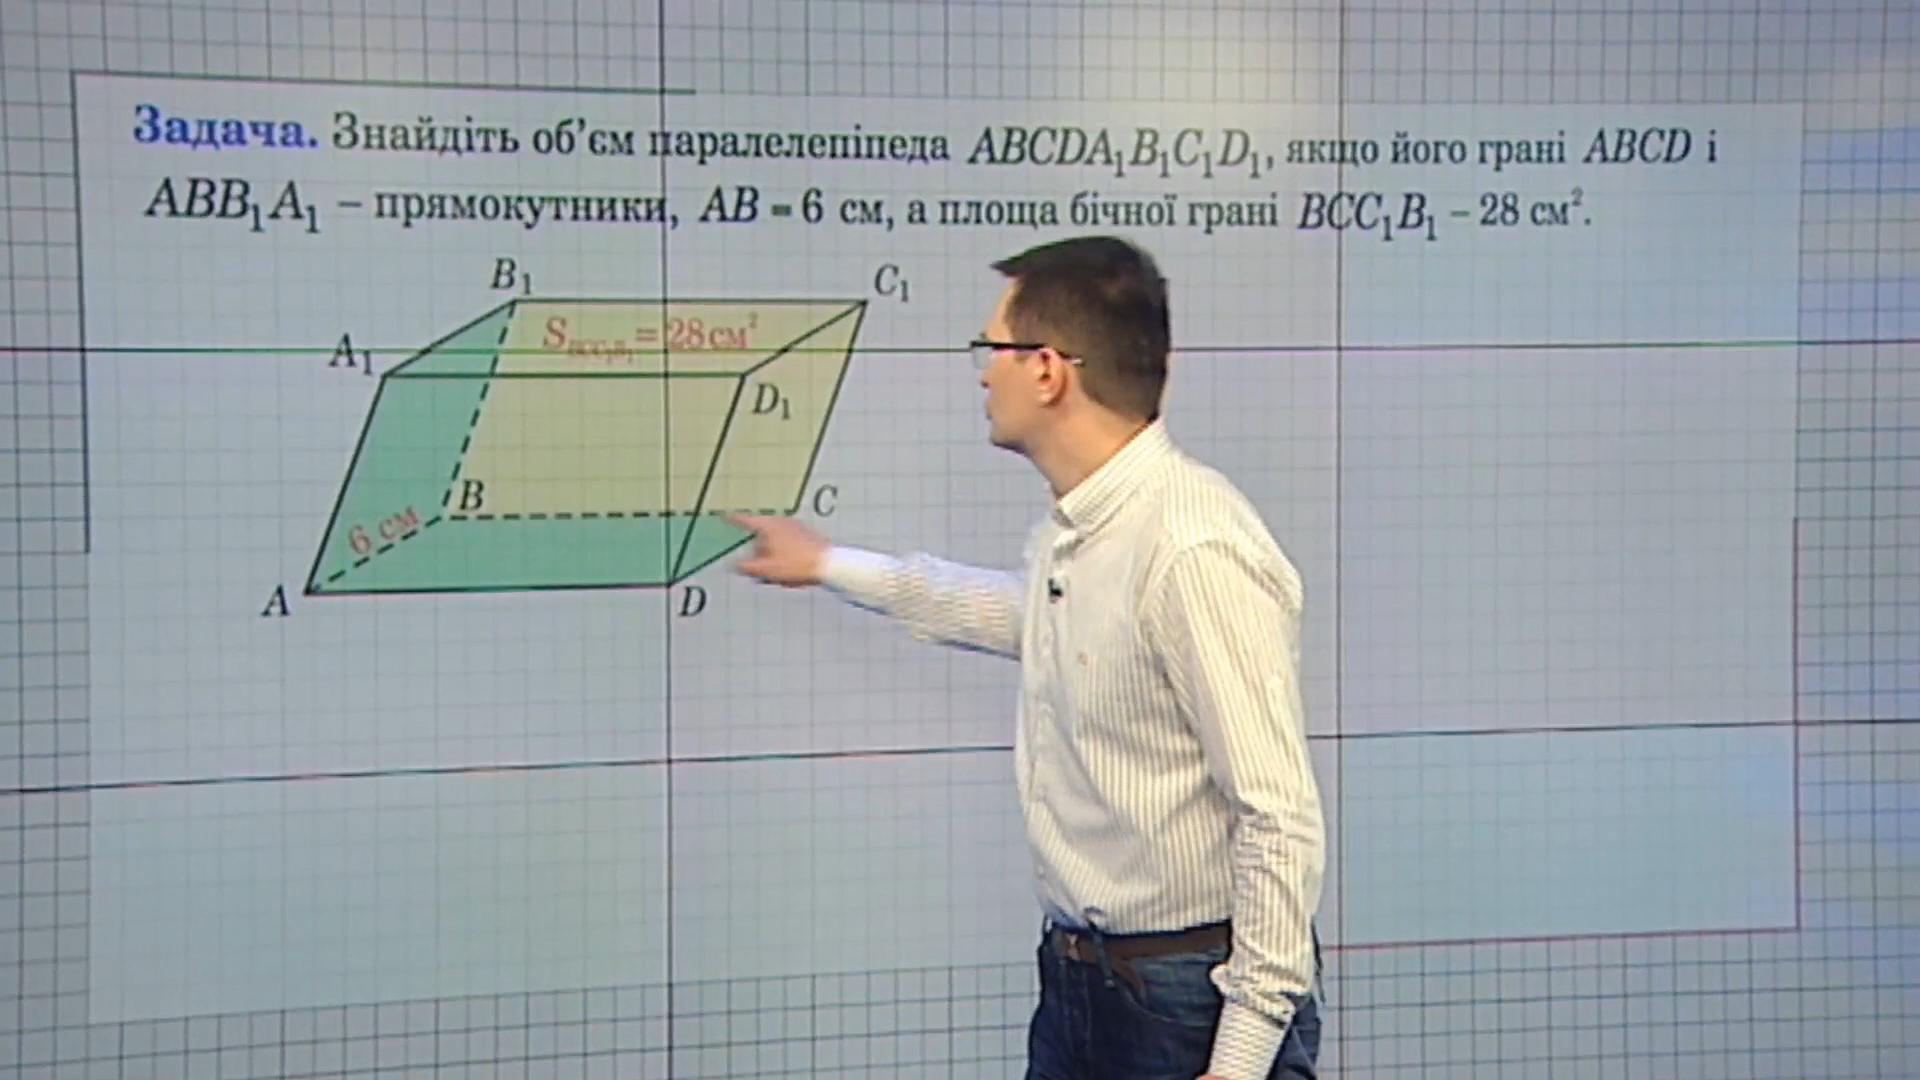 Задача. Знайдіть об’єм паралелепіпеда ABCDA₁B₁C₁D₁, якщо його грані ABCD і
ABB₁A₁ – прямокутники, AB = 6 см, а площа бічної грані BCC₁B₁ – 28 см².
B₁
C₁
S_BCC₁B₁ = 28 см²
A₁
D₁
B
C
6 см
A
D